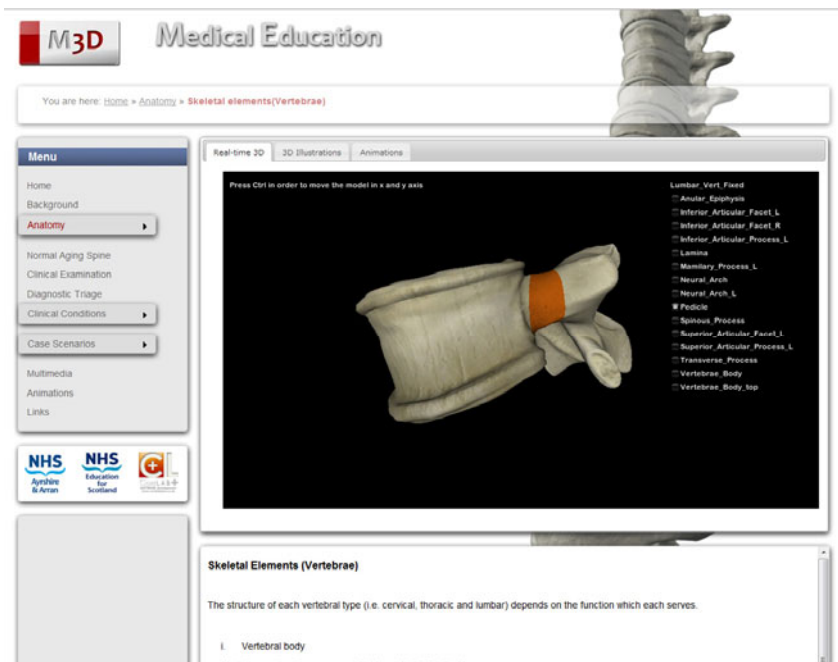 M3D
Medical Education
You are here: Home » Anatomy » Skeletal elements(Vertebrae)
Menu
Home
Background
Anatomy
Normal Aging Spine
Clinical Examination
Diagnostic Triage
Clinical Conditions
Case Scenarios
Multimedia
Animations
Links
NHS
Ayrshire
& Arran
NHS
Education
for
Scotland
Real-time 3D
3D Illustrations
Animations
Press Ctrl in order to move the model in x and y axis
Lumbar_Vert_Fixed
Anular_Epiphysis
Inferior_Articular_Facet_L
Inferior_Articular_Facet_R
Inferior_Articular_Process_L
Lamina
Mamilary_Process_L
Neural_Arch
Neural_Arch_L
Pedicle
Spinous_Process
Superior_Articular_Facet_L
Superior_Articular_Process_L
Transverse_Process
Vertebrae_Body
Vertebrae_Body_top
Skeletal Elements (Vertebrae)
The structure of each vertebral type (i.e. cervical, thoracic and lumbar) depends on the function which each serves.
i. Vertebral body